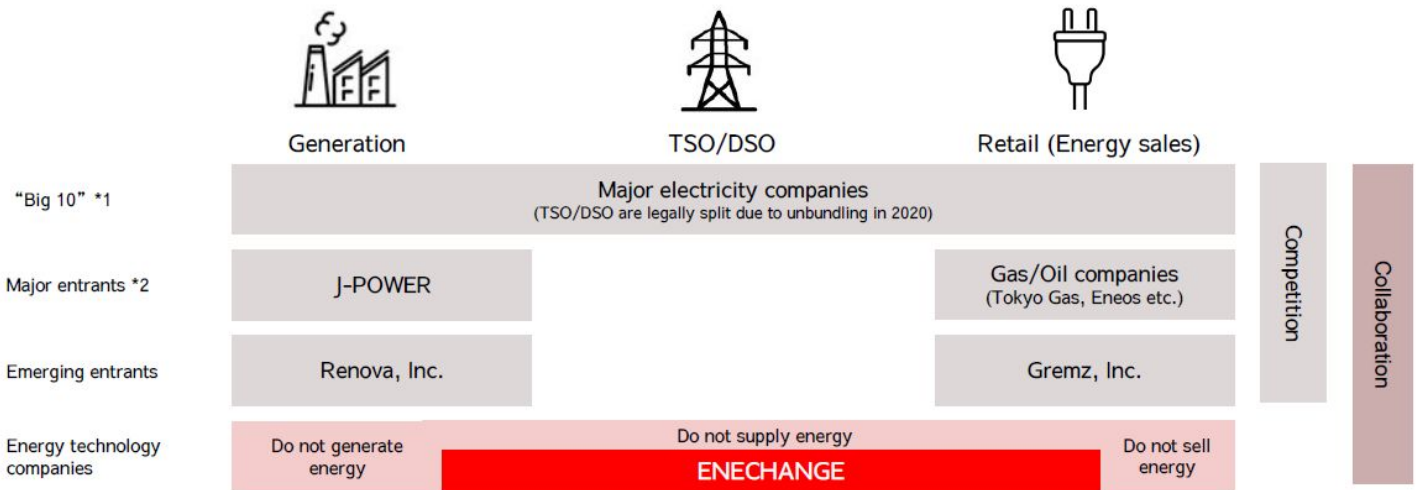 Generation
TSO/DSO
Retail (Energy sales)
“Big 10” *1
Major electricity companies
(TSO/DSO are legally split due to unbundling in 2020)
Major entrants *2
J-POWER
Gas/Oil companies
(Tokyo Gas, Eneos etc.)
Emerging entrants
Renova, Inc.
Gremz, Inc.
Energy technology
companies
Do not generate
energy
Do not supply energy
ENECHANGE
Do not sell
energy
Competition
Collaboration